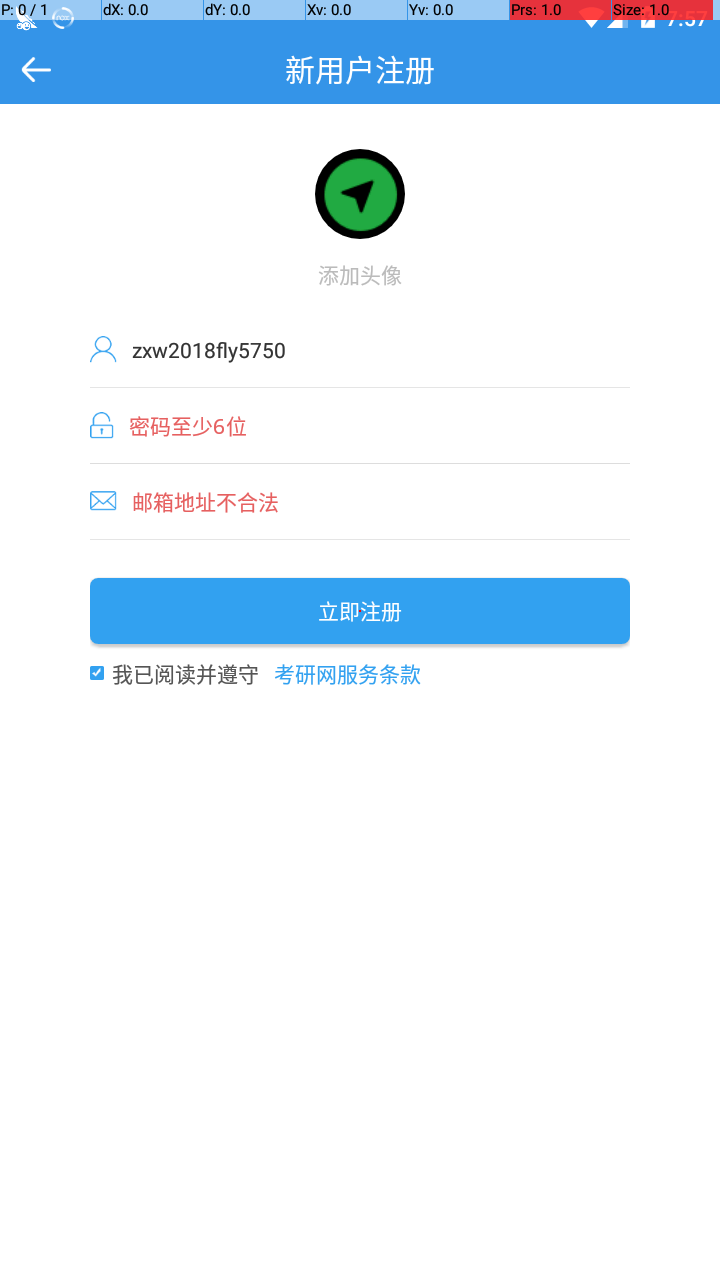 P: 0 / 1 dX: 0.0 dY: 0.0 Xv: 0.0 Yv: 0.0 Prs: 1.0 Size: 1.0
7:57
新用户注册
添加头像
zxw2018fly5750
密码至少6位
邮箱地址不合法
立即注册
我已阅读并遵守 考研网服务条款